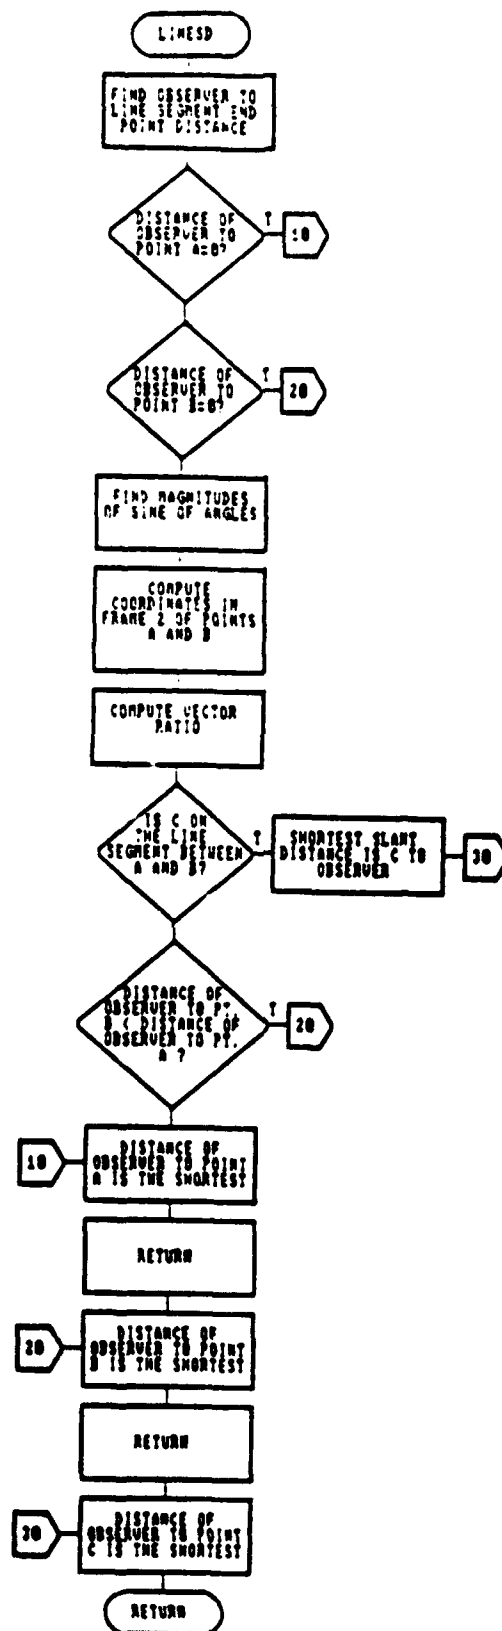 LINESD
FIND OBSERVER TO
LINE SEGMENT END
POINT DISTANCE
DISTANCE OF
OBSERVER TO
POINT A=0?
T
10
DISTANCE OF
OBSERVER TO
POINT B=0?
T
20
FIND MAGNITUDES
OF SINE OF ANGLES
COMPUTE
COORDINATES IN
FRAME 2 OF POINTS
A AND B
COMPUTE VECTOR
RATIO
IS C ON
THE LINE
SEGMENT BETWEEN
A AND B?
T
SHORTEST SLANT
DISTANCE IS C TO
OBSERVER
30
DISTANCE OF
OBSERVER TO PT.
B < DISTANCE OF
OBSERVER TO PT.
A ?
T
20
10
DISTANCE OF
OBSERVER TO POINT
A IS THE SHORTEST
RETURN
20
DISTANCE OF
OBSERVER TO POINT
B IS THE SHORTEST
RETURN
30
DISTANCE OF
OBSERVER TO POINT
C IS THE SHORTEST
RETURN